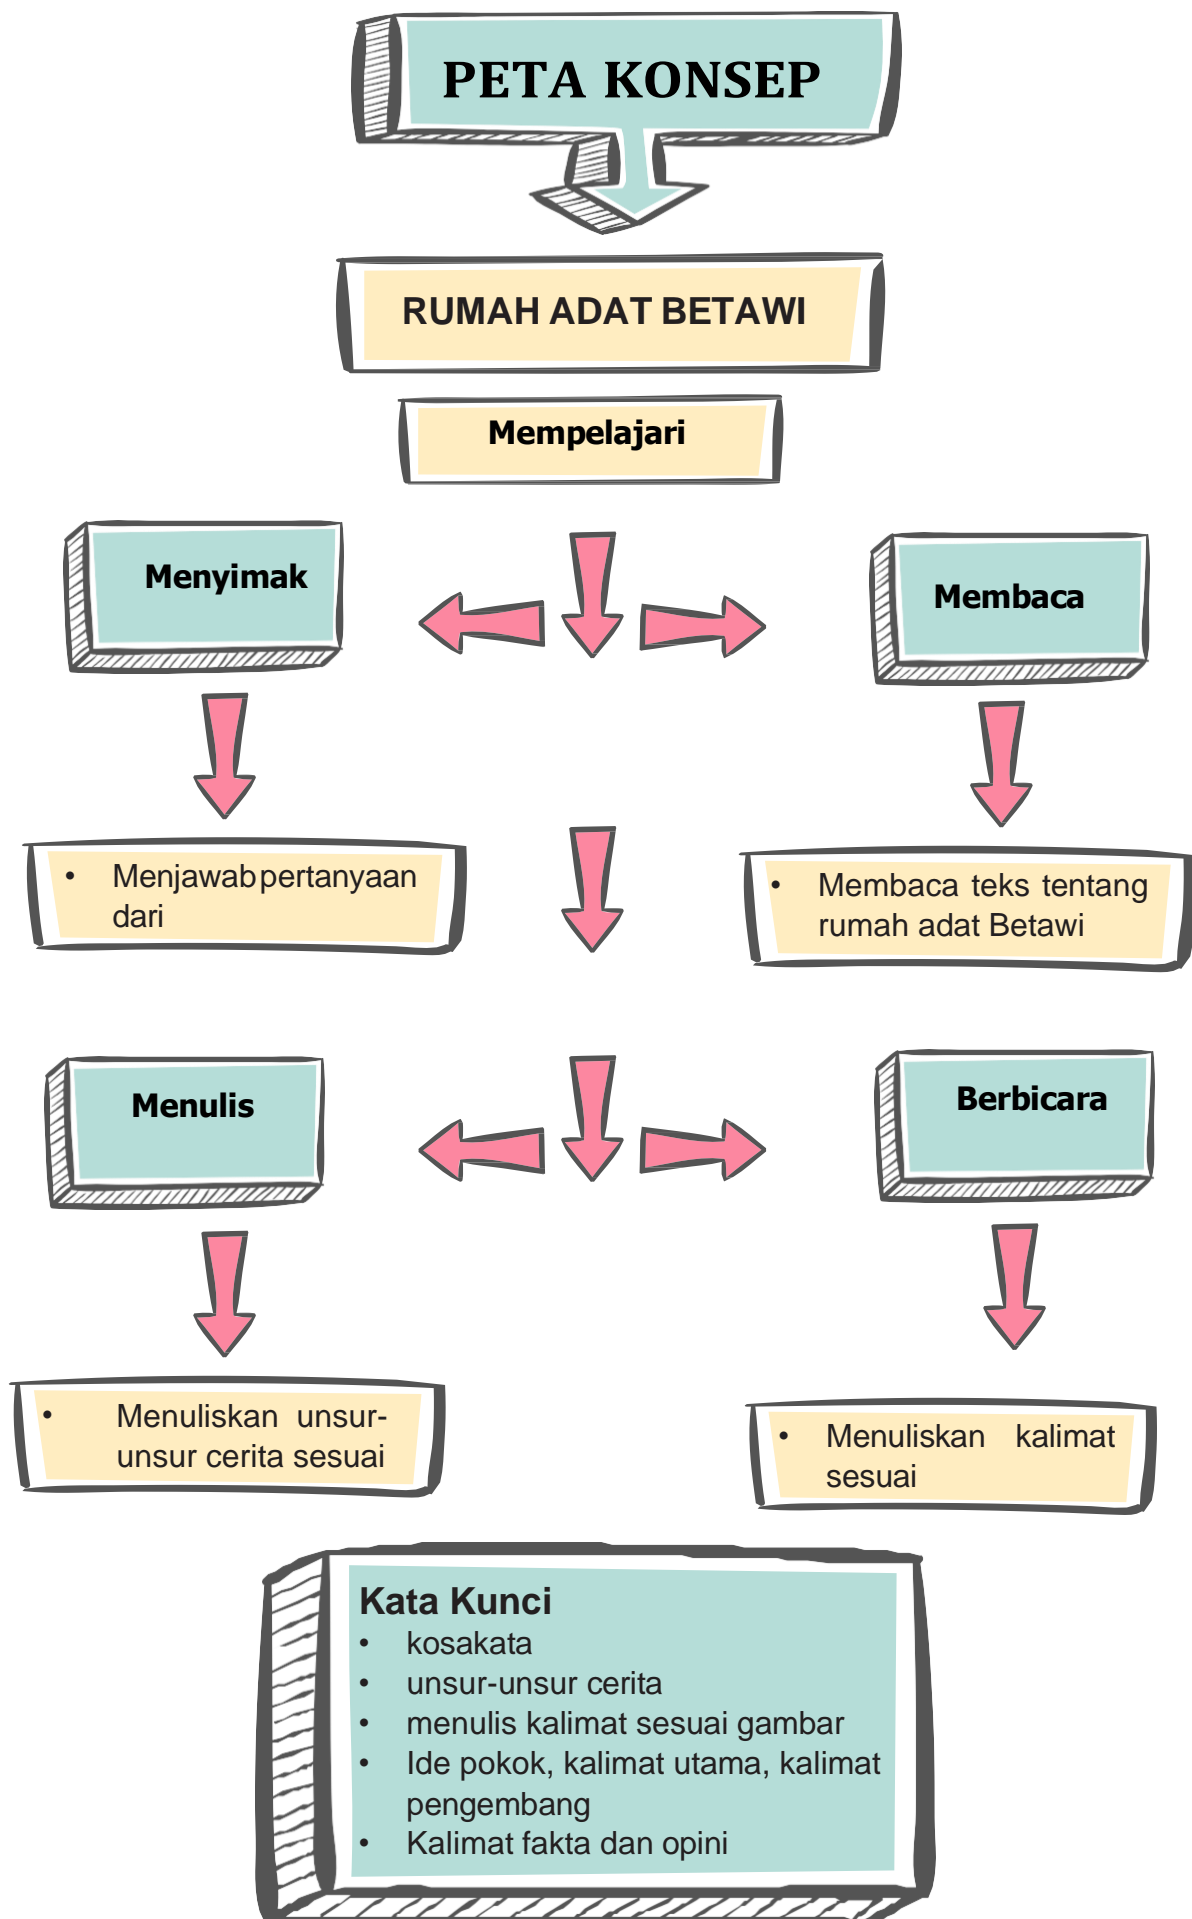 PETA KONSEP
RUMAH ADAT BETAWI
Mempelajari
Menyimak
Membaca
• Menjawab pertanyaan
dari
• Membaca teks tentang
rumah adat Betawi
Menulis
Berbicara
• Menuliskan unsur-
unsur cerita sesuai
• Menuliskan kalimat
sesuai
Kata Kunci
• kosakata
• unsur-unsur cerita
• menulis kalimat sesuai gambar
• Ide pokok, kalimat utama, kalimat
pengembang
• Kalimat fakta dan opini